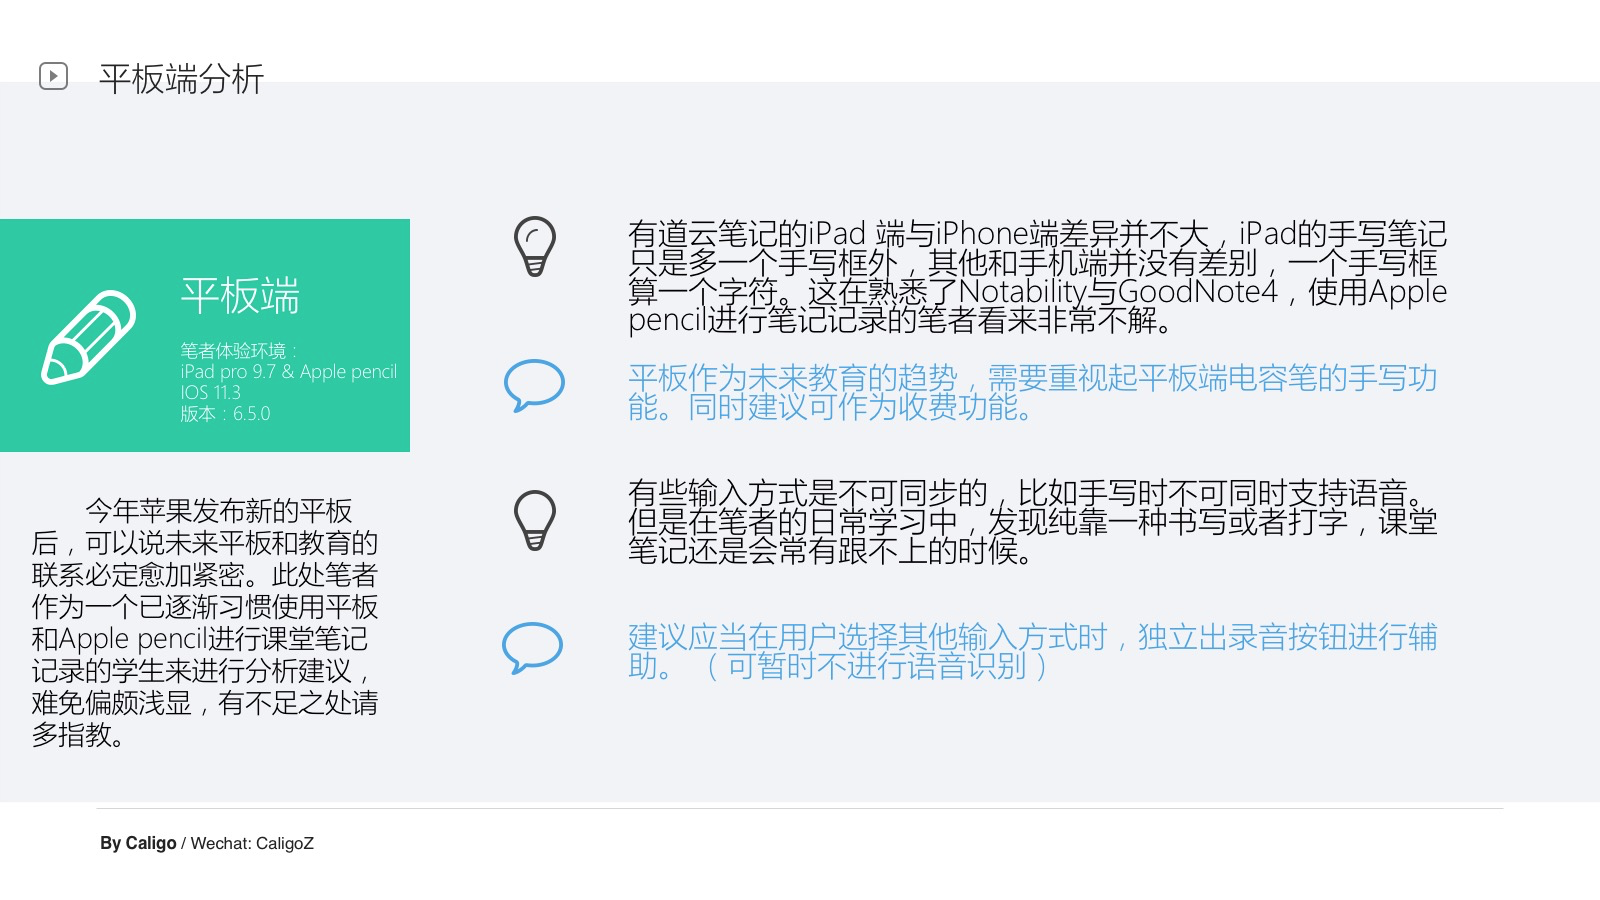 平板端分析
平板端
笔者体验环境：
iPad pro 9.7 & Apple pencil
IOS 11.3
版本：6.5.0
今年苹果发布新的平板
后，可以说未来平板和教育的
联系必定愈加紧密。此处笔者
作为一个已逐渐习惯使用平板
和Apple pencil进行课堂笔记
记录的学生来进行分析建议，
难免偏颇浅显，有不足之处请
多指教。
有道云笔记的iPad 端与iPhone端差异并不大，iPad的手写笔记
只是多一个手写框外，其他和手机端并没有差别，一个手写框
算一个字符。这在熟悉了Notability与GoodNote4，使用Apple
pencil进行笔记记录的笔者看来非常不解。
平板作为未来教育的趋势，需要重视起平板端电容笔的手写功
能。同时建议可作为收费功能。
有些输入方式是不可同步的，比如手写时不可同时支持语音。
但是在笔者的日常学习中，发现纯靠一种书写或者打字，课堂
笔记还是会常有跟不上的时候。
建议应当在用户选择其他输入方式时，独立出录音按钮进行辅
助。（可暂时不进行语音识别）
By Caligo / Wechat: CaligoZ